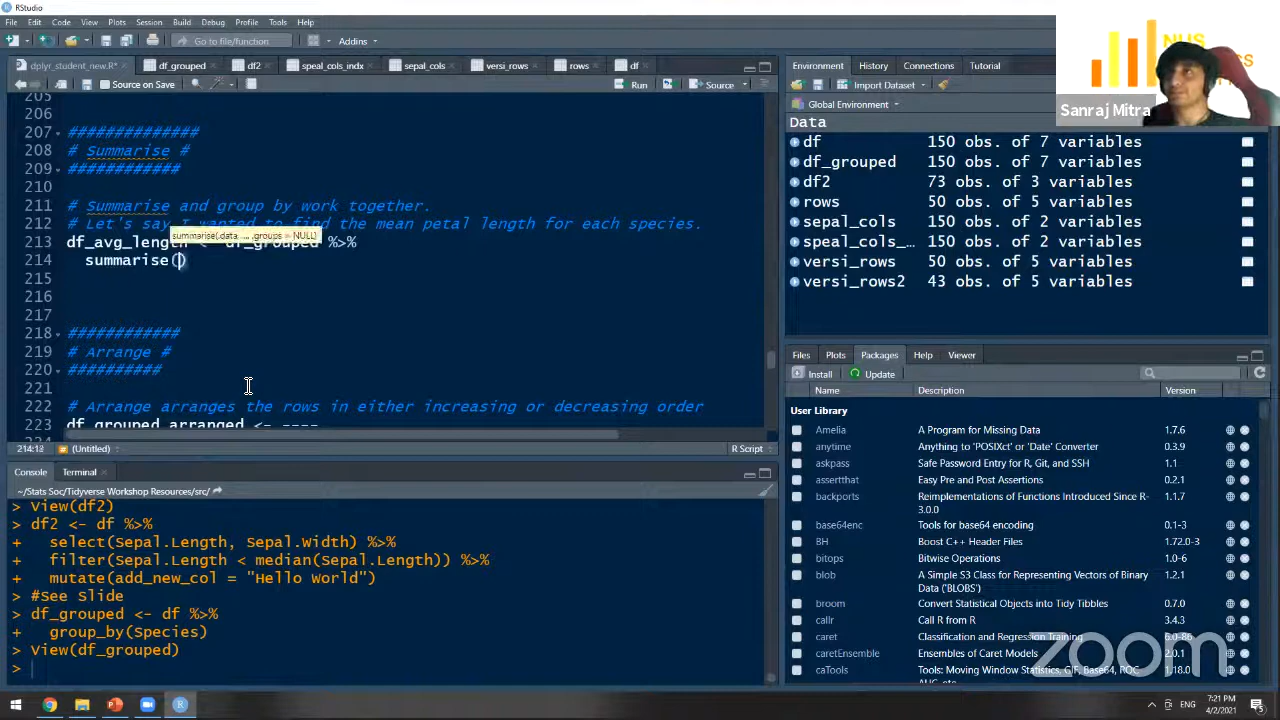 RStudio
File Edit Code View Plots Session Build Debug Profile Tools Help
Go to file/function Addins
dplyr_student_new.R* df_grouped df2 speal_cols_indx sepal_cols versi_rows rows df
Source on Save Run Source
205
206
207 ##############
208 # Summarise #
209 ############
210
211 # Summarise and group by work together.
212 # Let's say I wanted to find the mean petal length for each species.
summarise(.data, ..., .groups = NULL)
213 df_avg_length <- df_grouped %>%
214 summarise()
215
216
217
218 ############
219 # Arrange #
220 ##########
221
222 # Arrange arranges the rows in either increasing or decreasing order
223 df_grouped_arranged <- ----
214:13 (Untitled) R Script
Console Terminal
~/Stats Soc/Tidyverse Workshop Resources/src/
> View(df2)
> df2 <- df %>%
+ select(Sepal.Length, Sepal.Width) %>%
+ filter(Sepal.Length < median(Sepal.Length)) %>%
+ mutate(add_new_col = "Hello World")
> #See Slide
> df_grouped <- df %>%
+ group_by(Species)
> View(df_grouped)
>
Environment History Connections Tutorial
Import Dataset
Global Environment
Data
df 150 obs. of 7 variables
df_grouped 150 obs. of 7 variables
df2 73 obs. of 3 variables
rows 50 obs. of 5 variables
sepal_cols 150 obs. of 2 variables
speal_cols_... 150 obs. of 2 variables
versi_rows 50 obs. of 5 variables
versi_rows2 43 obs. of 5 variables
Files Plots Packages Help Viewer
Install Update
Name Description Version
User Library
Amelia A Program for Missing Data 1.7.6
anytime Anything to 'POSIXct' or 'Date' Converter 0.3.9
askpass Safe Password Entry for R, Git, and SSH 1.1
assertthat Easy Pre and Post Assertions 0.2.1
backports Reimplementations of Functions Introduced Since R- 1.1.7
3.0.0
base64enc Tools for base64 encoding 0.1-3
BH Boost C++ Header Files 1.72.0-3
bitops Bitwise Operations 1.0-6
blob A Simple S3 Class for Representing Vectors of Binary 1.2.1
Data ('BLOBS')
broom Convert Statistical Objects into Tidy Tibbles 0.7.0
callr Call R from R 3.4.3
caret Classification and Regression Training 6.0-86
caretEnsemble Ensembles of Caret Models 2.0.1
caTools Tools: Moving Window Statistics, GIF, Base64, ROC 1.18.0
AUC, etc
Sanraj Mitra
NUS
zoom
ENG
7:21 PM
4/2/2021
5